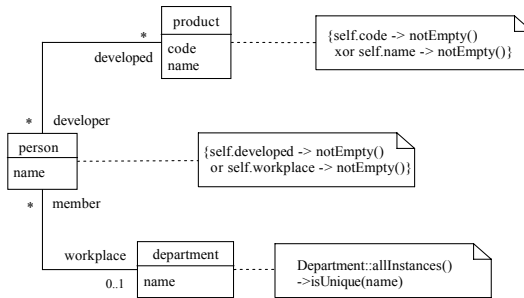 product
code
name
{self.code -> notEmpty()
xor self.name -> notEmpty()}
*
developed
* developer
person
name
{self.developed -> notEmpty()
or self.workplace -> notEmpty()}
* member
workplace
0..1
department
name
Department::allInstances()
->isUnique(name)